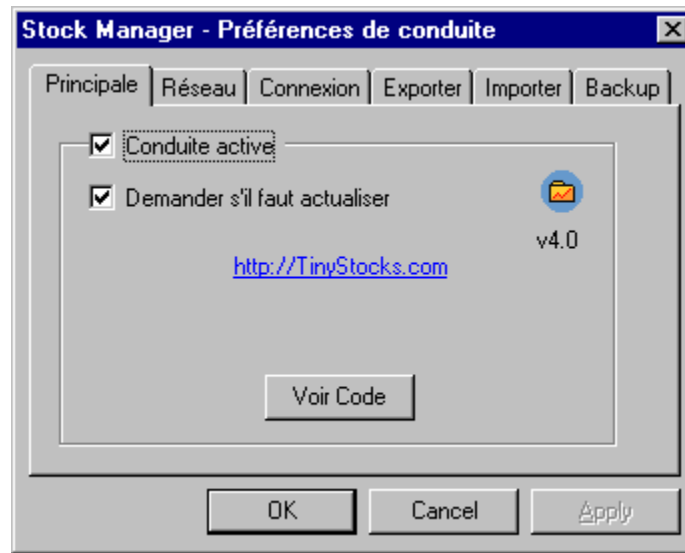 Stock Manager - Préférences de conduite
Principale Réseau Connexion Exporter Importer Backup
Conduite active
Demander s'il faut actualiser
v4.0
http://TinyStocks.com
Voir Code
OK Cancel Apply